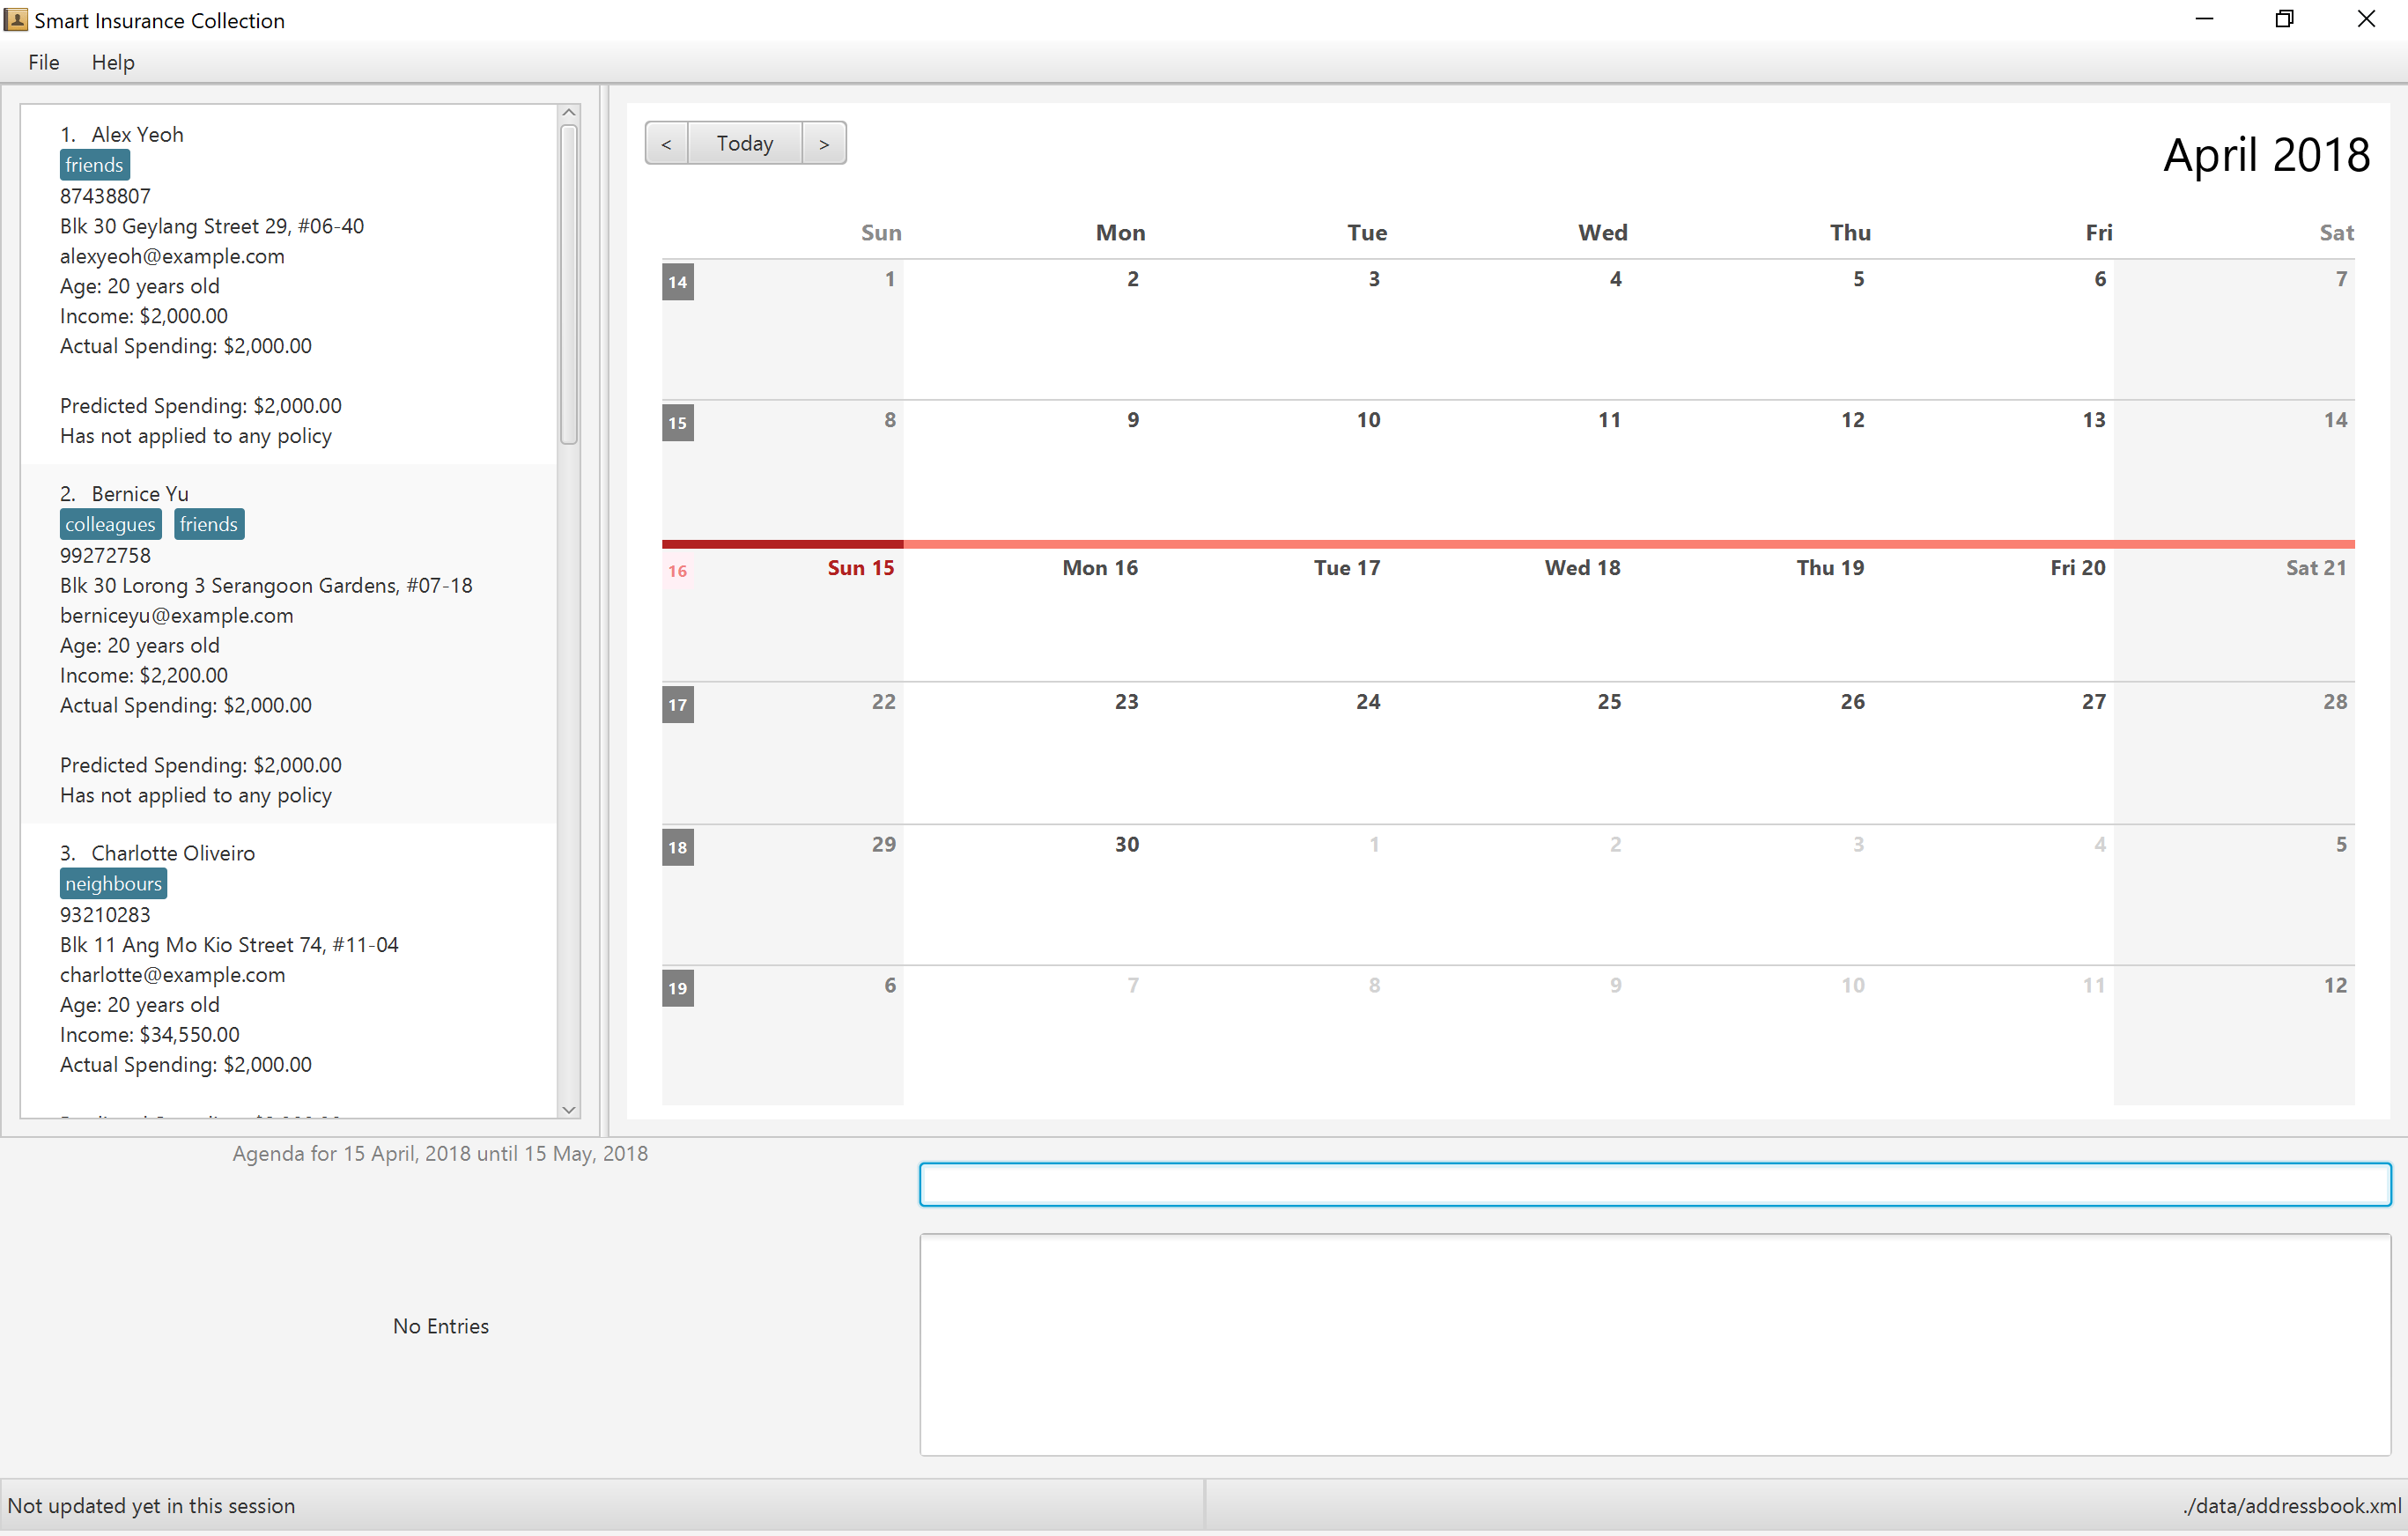 Smart Insurance Collection
File Help
1. Alex Yeoh
friends
87438807
Blk 30 Geylang Street 29, #06-40
alexyeoh@example.com
Age: 20 years old
Income: $2,000.00
Actual Spending: $2,000.00
Predicted Spending: $2,000.00
Has not applied to any policy
2. Bernice Yu
colleagues friends
99272758
Blk 30 Lorong 3 Serangoon Gardens, #07-18
berniceyu@example.com
Age: 20 years old
Income: $2,200.00
Actual Spending: $2,000.00
Predicted Spending: $2,000.00
Has not applied to any policy
3. Charlotte Oliveiro
neighbours
93210283
Blk 11 Ang Mo Kio Street 74, #11-04
charlotte@example.com
Age: 20 years old
Income: $34,550.00
Actual Spending: $2,000.00
< Today >
April 2018
Sun Mon Tue Wed Thu Fri Sat
14 1 2 3 4 5 6 7
15 8 9 10 11 12 13 14
16 Sun 15 Mon 16 Tue 17 Wed 18 Thu 19 Fri 20 Sat 21
17 22 23 24 25 26 27 28
18 29 30 1 2 3 4 5
19 6 7 8 9 10 11 12
Agenda for 15 April, 2018 until 15 May, 2018
No Entries
Not updated yet in this session
./data/addressbook.xml